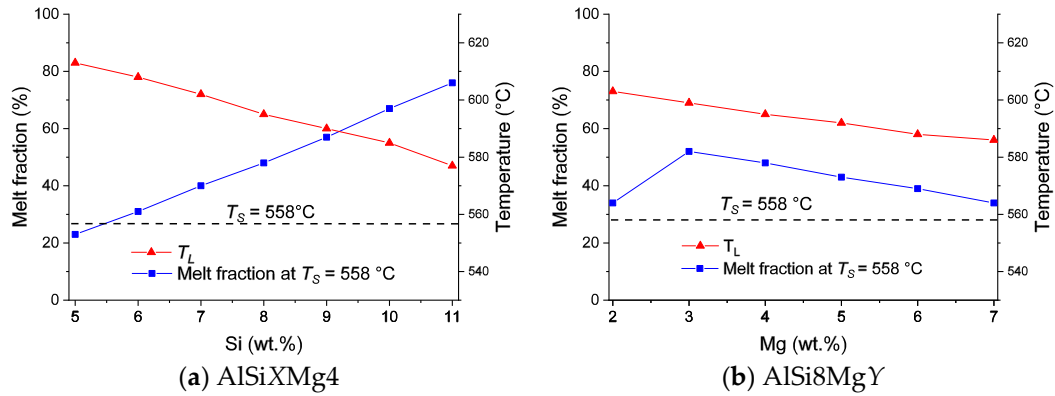 100
80
60
40
20
0
Melt fraction (%)
620
600
580
560
540
Temperature (°C)
T_S = 558°C
T_L
Melt fraction at T_S = 558 °C
5 6 7 8 9 10 11
Si (wt.%)
(a) AlSiXMg4
100
80
60
40
20
0
Melt fraction (%)
620
600
580
560
540
Temperature (°C)
T_S = 558 °C
T_L
Melt fraction at T_S = 558 °C
2 3 4 5 6 7
Mg (wt.%)
(b) AlSi8MgY